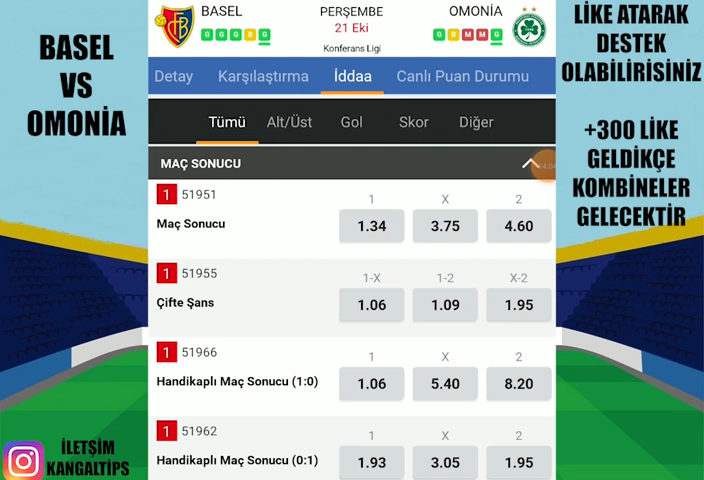 BASEL
VS
OMONİA
BASEL
G G G B G
PERŞEMBE
21 Eki
Konferans Ligi
OMONIA
G B M M G
Detay Karşılaştırma İddaa Canlı Puan Durumu
Tümü Alt/Üst Gol Skor Diğer
MAÇ SONUCU
1 51951 1 X 2
Maç Sonucu 1.34 3.75 4.60
1 51955 1-X 1-2 X-2
Çifte Şans 1.06 1.09 1.95
1 51966 1 X 2
Handikaplı Maç Sonucu (1:0) 1.06 5.40 8.20
1 51962 1 X 2
Handikaplı Maç Sonucu (0:1) 1.93 3.05 1.95
LİKE ATARAK
DESTEK
OLABİLİRİSİNİZ
+300 LİKE
GELDİKÇE
KOMBİNELER
GELECEKTİR
İLETŞİM
KANGALTİPS